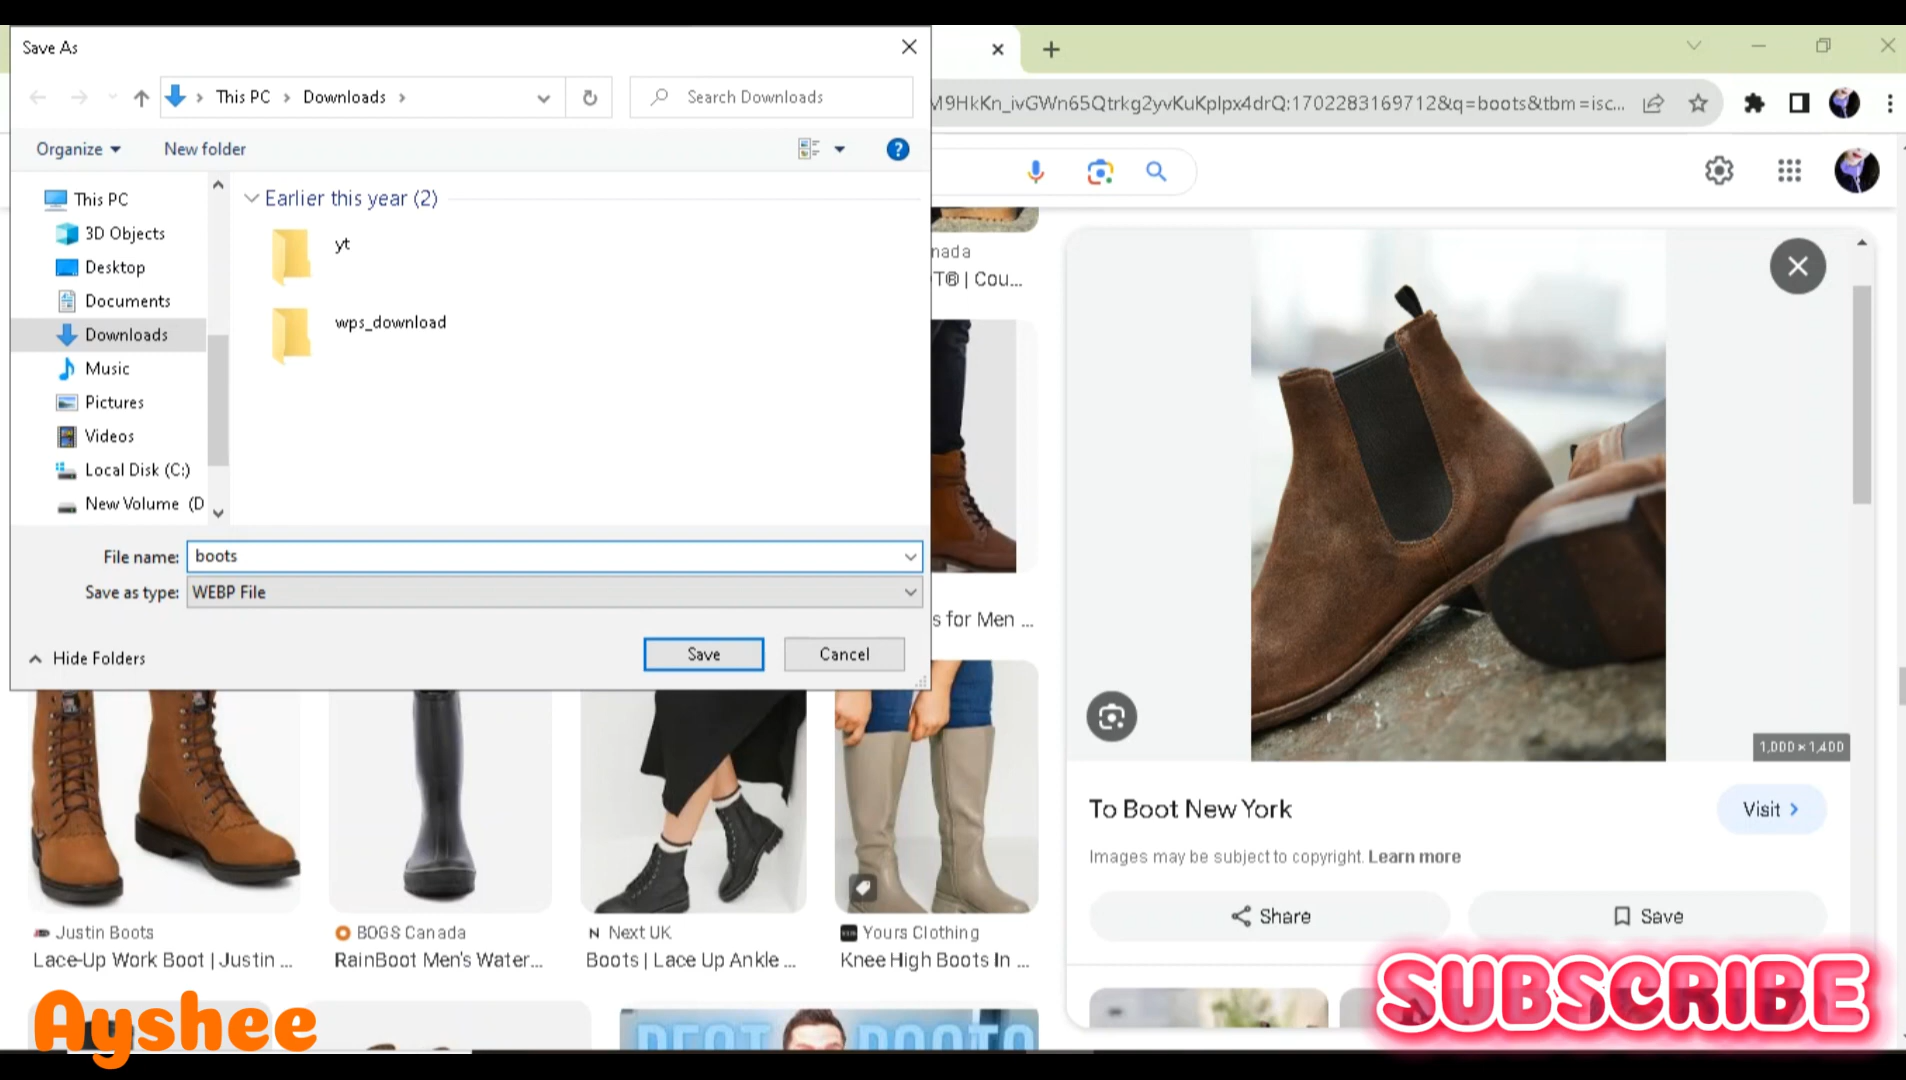 Save As
This PC > Downloads >
Search Downloads
Organize
New folder
This PC
3D Objects
Desktop
Documents
Downloads
Music
Pictures
Videos
Local Disk (C:)
New Volume (D
Earlier this year (2)
yt
wps_download
File name: boots
Save as type: WEBP File
Hide Folders
Save
Cancel
M9HkKn_ivGWn65Qtrkg2yvKuKplpx4drQ:1702283169712&q=boots&tbm=isc...
nada
T® | Cou...
s for Men ...
1,000 × 1,400
To Boot New York
Visit >
Images may be subject to copyright. Learn more
Share
Save
Justin Boots
Lace-Up Work Boot | Justin ...
BOGS Canada
RainBoot Men's Water...
N Next UK
Boots | Lace Up Ankle ...
Yours Clothing
Knee High Boots In ...
BEST BOOTS
Ayshee
SUBSCRIBE